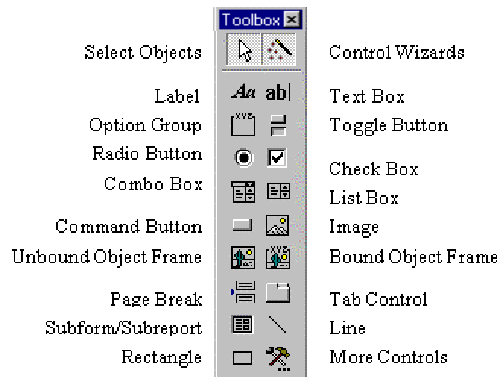 Toolbox
Select Objects
Control Wizards
Label
Aa ab|
Text Box
Option Group
XYZ
Toggle Button
Radio Button
Check Box
Combo Box
List Box
Command Button
Image
Unbound Object Frame
XYZ
Bound Object Frame
Page Break
Tab Control
Subform/Subreport
Line
Rectangle
More Controls